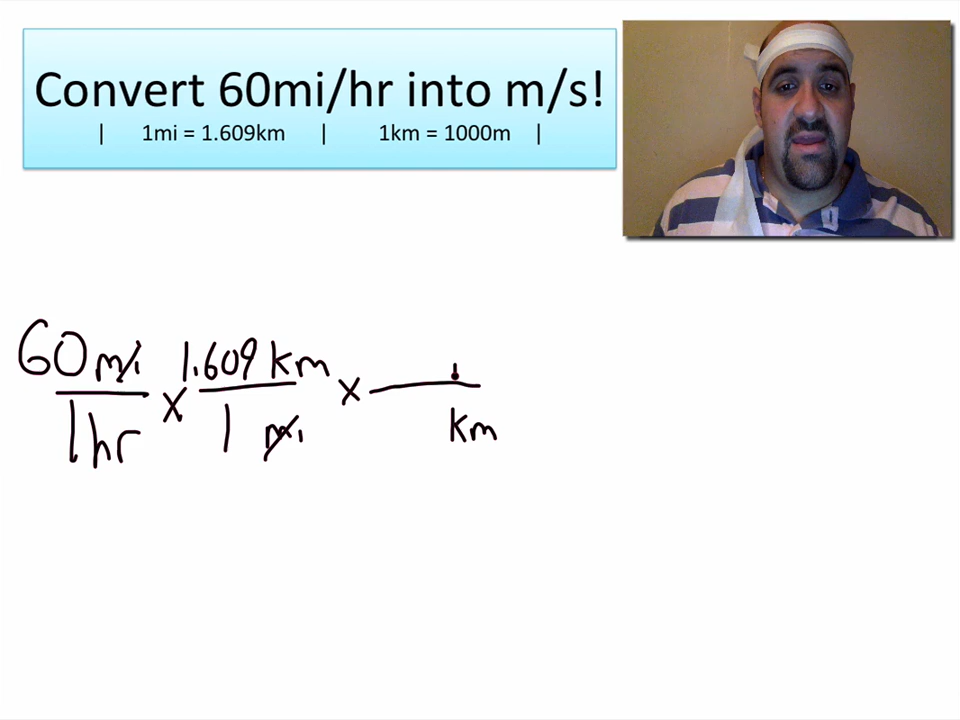 Convert 60mi/hr into m/s!
| 1mi = 1.609km | 1km = 1000m |
60mi × 1.609 km ×
1hr 1 mi km